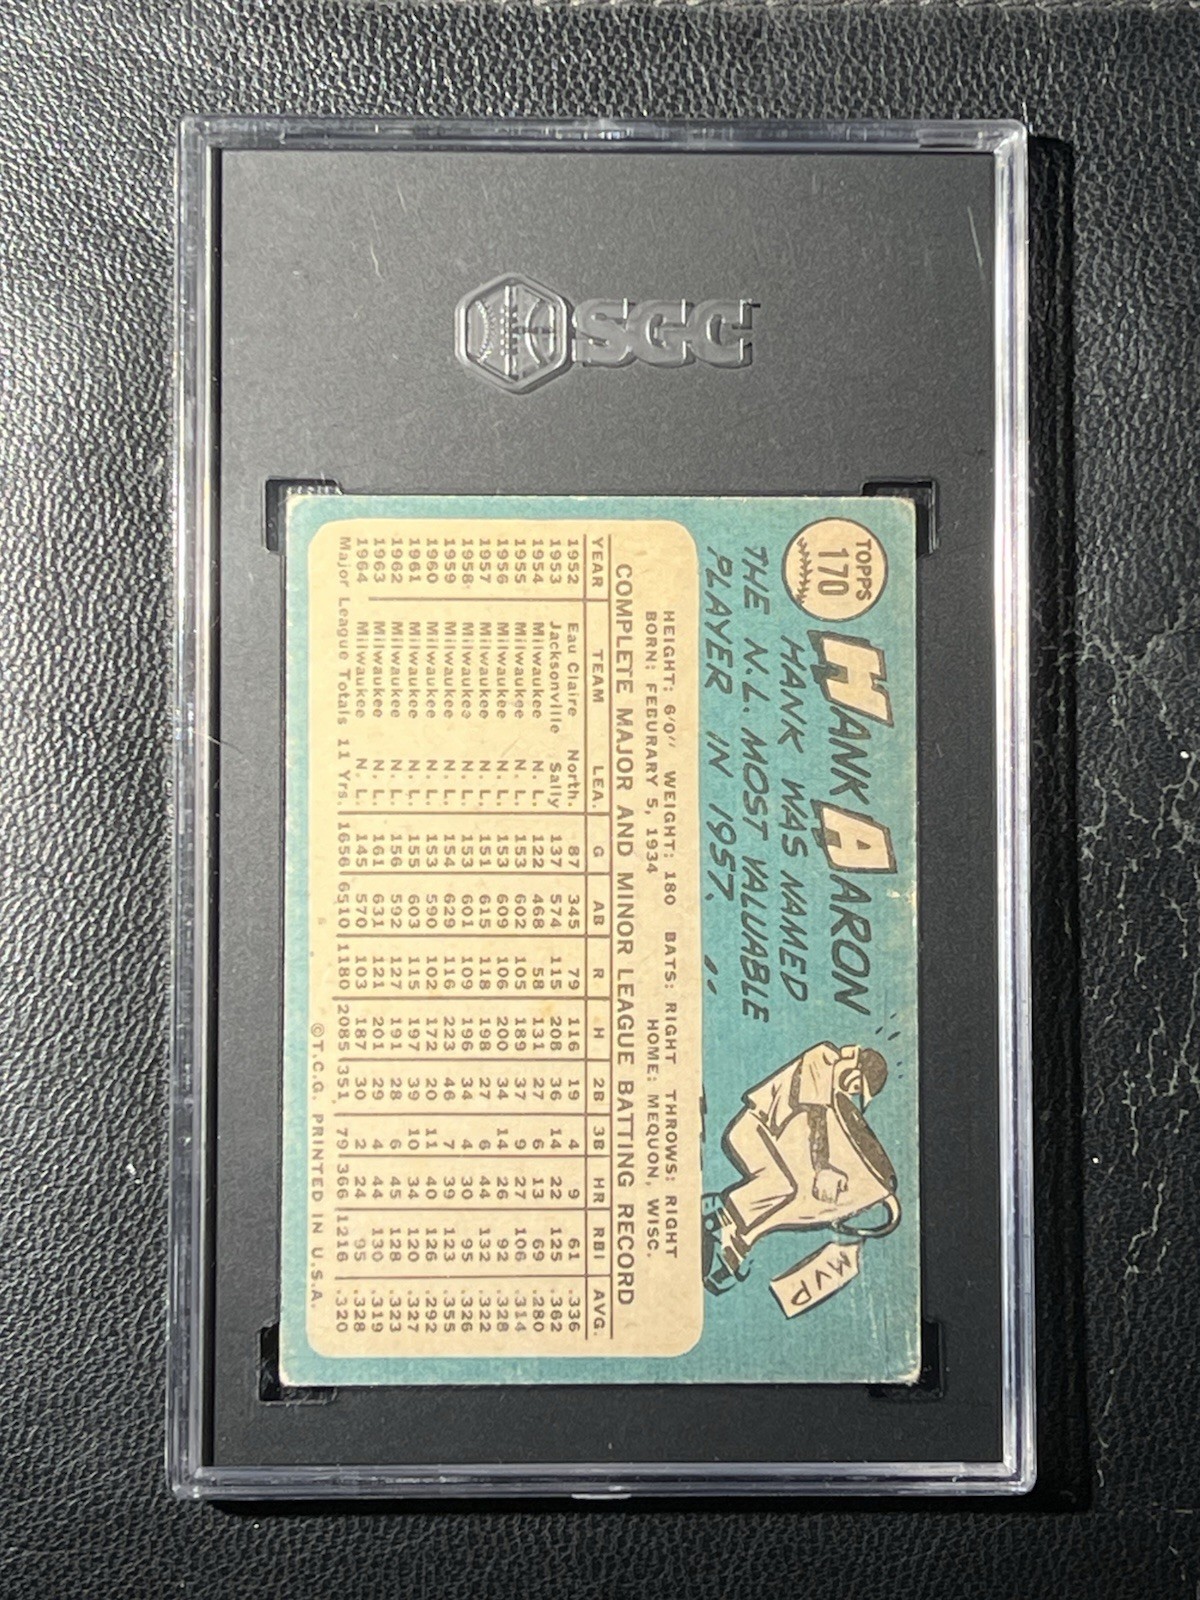 SGC
TOPPS
170
HANK AARON
HANK WAS NAMED
THE N.L. MOST VALUABLE
PLAYER IN 1957.
MVP
HEIGHT: 6'0" WEIGHT: 180 BATS: RIGHT THROWS: RIGHT
BORN: FEBURARY 5, 1934 HOME: MEQUON, WISC.
COMPLETE MAJOR AND MINOR LEAGUE BATTING RECORD
YEAR TEAM LEA. G AB R H 2B 3B HR RBI AVG.
1952 Eau Claire North. 87 345 79 116 19 4 9 61 .336
1953 Jacksonville Sally 137 574 115 208 36 14 22 125 .362
1954 Milwaukee N. L. 122 468 58 131 27 6 13 69 .280
1955 Milwaukee N. L. 153 602 105 189 37 9 27 106 .314
1956 Milwaukee N. L. 153 609 106 200 34 14 26 92 .328
1957 Milwaukee N. L. 151 615 118 198 27 6 44 132 .322
1958 Milwaukee N. L. 153 601 109 196 34 4 30 95 .326
1959 Milwaukee N. L. 154 629 116 223 46 7 39 123 .355
1960 Milwaukee N. L. 153 590 102 172 20 11 40 126 .292
1961 Milwaukee N. L. 155 603 115 197 39 10 34 120 .327
1962 Milwaukee N. L. 156 592 127 191 28 6 45 128 .323
1963 Milwaukee N. L. 161 631 121 201 29 4 44 130 .319
1964 Milwaukee N. L. 145 570 103 187 30 2 24 95 .328
Major League Totals 11 Yrs. 1656 6510 1180 2085 351 79 366 1216 .320
©T.C.G. PRINTED IN U.S.A.